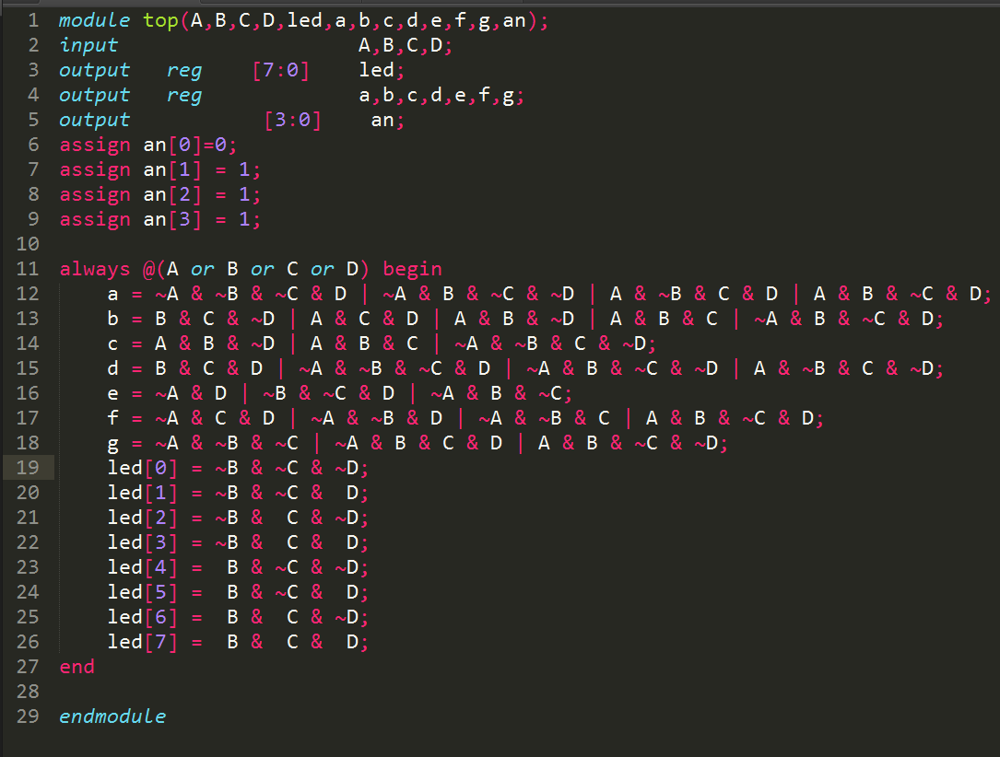 1 module top(A,B,C,D,led,a,b,c,d,e,f,g,an);
2 input                    A,B,C,D;
3 output   reg    [7:0]    led;
4 output   reg             a,b,c,d,e,f,g;
5 output           [3:0]    an;
6 assign an[0]=0;
7 assign an[1] = 1;
8 assign an[2] = 1;
9 assign an[3] = 1;
10
11 always @(A or B or C or D) begin
12     a = ~A & ~B & ~C & D | ~A & B & ~C & ~D | A & ~B & C & D | A & B & ~C & D;
13     b = B & C & ~D | A & C & D | A & B & ~D | A & B & C | ~A & B & ~C & D;
14     c = A & B & ~D | A & B & C | ~A & ~B & C & ~D;
15     d = B & C & D | ~A & ~B & ~C & D | ~A & B & ~C & ~D | A & ~B & C & ~D;
16     e = ~A & D | ~B & ~C & D | ~A & B & ~C;
17     f = ~A & C & D | ~A & ~B & D | ~A & ~B & C | A & B & ~C & D;
18     g = ~A & ~B & ~C | ~A & B & C & D | A & B & ~C & ~D;
19     led[0] = ~B & ~C & ~D;
20     led[1] = ~B & ~C &  D;
21     led[2] = ~B &  C & ~D;
22     led[3] = ~B &  C &  D;
23     led[4] =  B & ~C & ~D;
24     led[5] =  B & ~C &  D;
25     led[6] =  B &  C & ~D;
26     led[7] =  B &  C &  D;
27 end
28
29 endmodule